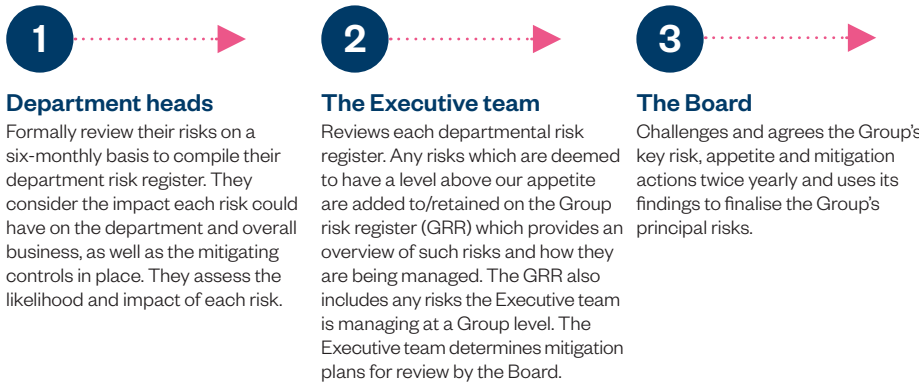 1
Department heads
Formally review their risks on a
six-monthly basis to compile their
department risk register. They
consider the impact each risk could
have on the department and overall
business, as well as the mitigating
controls in place. They assess the
likelihood and impact of each risk.
2
The Executive team
Reviews each departmental risk
register. Any risks which are deemed
to have a level above our appetite
are added to/retained on the Group
risk register (GRR) which provides an
overview of such risks and how they
are being managed. The GRR also
includes any risks the Executive team
is managing at a Group level. The
Executive team determines mitigation
plans for review by the Board.
3
The Board
Challenges and agrees the Group's
key risk, appetite and mitigation
actions twice yearly and uses its
findings to finalise the Group's
principal risks.